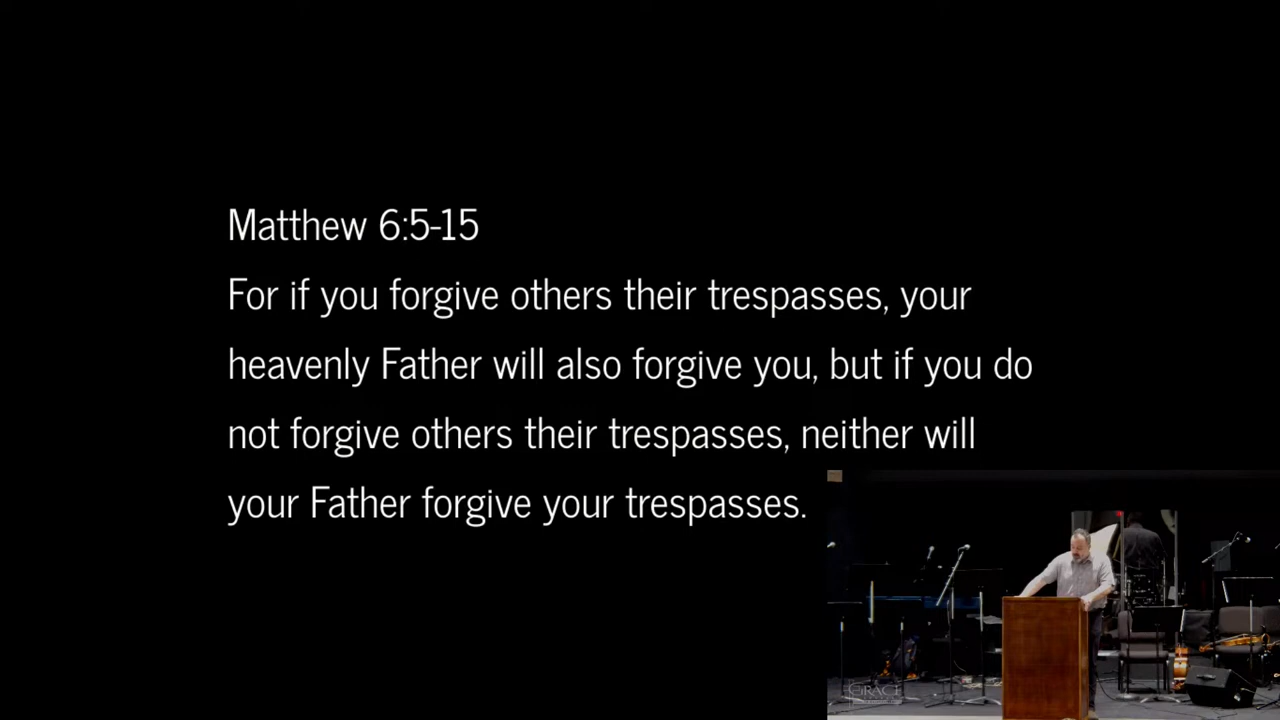 Matthew 6:5-15
For if you forgive others their trespasses, your
heavenly Father will also forgive you, but if you do
not forgive others their trespasses, neither will
your Father forgive your trespasses.
GRACE